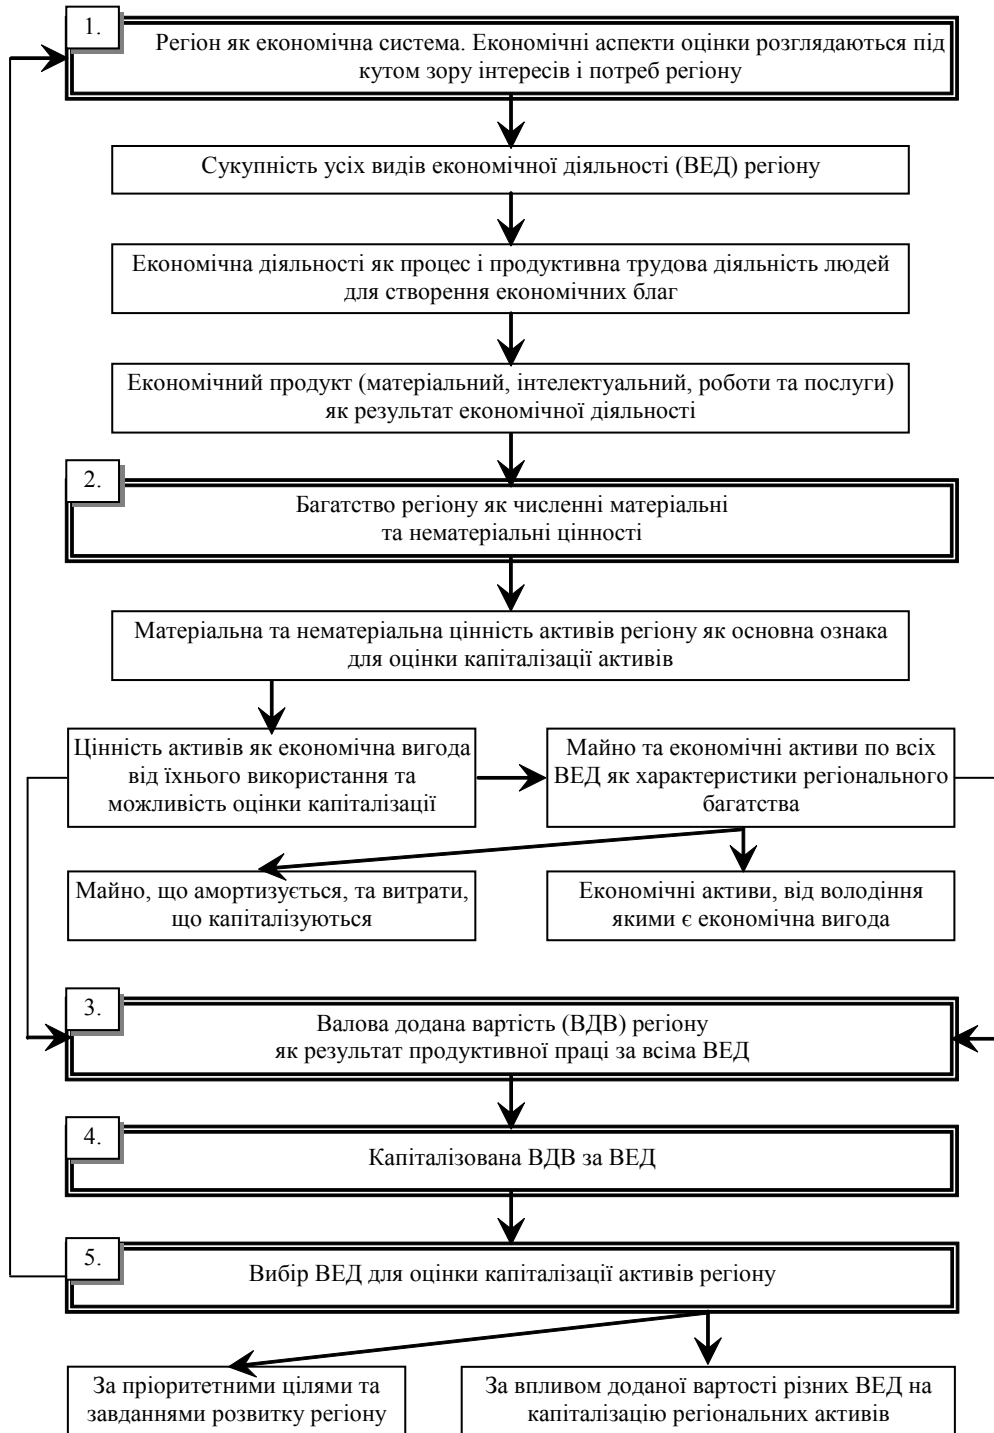 1.
Регіон як економічна система. Економічні аспекти оцінки розглядаються під
кутом зору інтересів і потреб регіону
Сукупність усіх видів економічної діяльності (ВЕД) регіону
Економічна діяльності як процес і продуктивна трудова діяльність людей
для створення економічних благ
Економічний продукт (матеріальний, інтелектуальний, роботи та послуги)
як результат економічної діяльності
2.
Багатство регіону як численні матеріальні
та нематеріальні цінності
Матеріальна та нематеріальна цінність активів регіону як основна ознака
для оцінки капіталізації активів
Цінність активів як економічна вигода
від їхнього використання та
можливість оцінки капіталізації
Майно та економічні активи по всіх
ВЕД як характеристики регіонального
багатства
Майно, що амортизується, та витрати,
що капіталізуються
Економічні активи, від володіння
якими є економічна вигода
3.
Валова додана вартість (ВДВ) регіону
як результат продуктивної праці за всіма ВЕД
4.
Капіталізована ВДВ за ВЕД
5.
Вибір ВЕД для оцінки капіталізації активів регіону
За пріоритетними цілями та
завданнями розвитку регіону
За впливом доданої вартості різних ВЕД на
капіталізацію регіональних активів